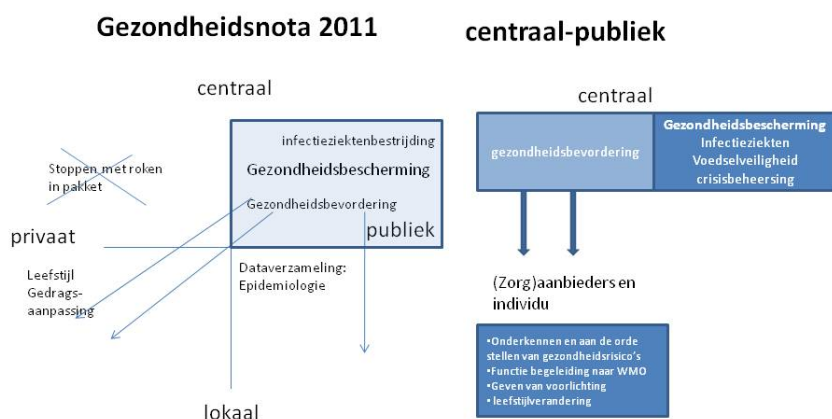 Gezondheidsnota 2011
centraal-publiek
centraal
infectieziektenbestrijding
Gezondheidsbescherming
Gezondheidsbevordering
publiek
Stoppen met roken
in pakket
privaat
Leefstijl
Gedrags-
aanpassing
Dataverzameling:
Epidemiologie
lokaal
centraal
gezondheidsbevordering
Gezondheidsbescherming
Infectieziekten
Voedselveiligheid
crisisbeheersing
(Zorg)aanbieders en
individu
•Onderkennen en aan de orde
stellen van gezondheidsrisico's
•Functie begeleiding naar WMO
•Geven van voorlichting
•leefstijlverandering